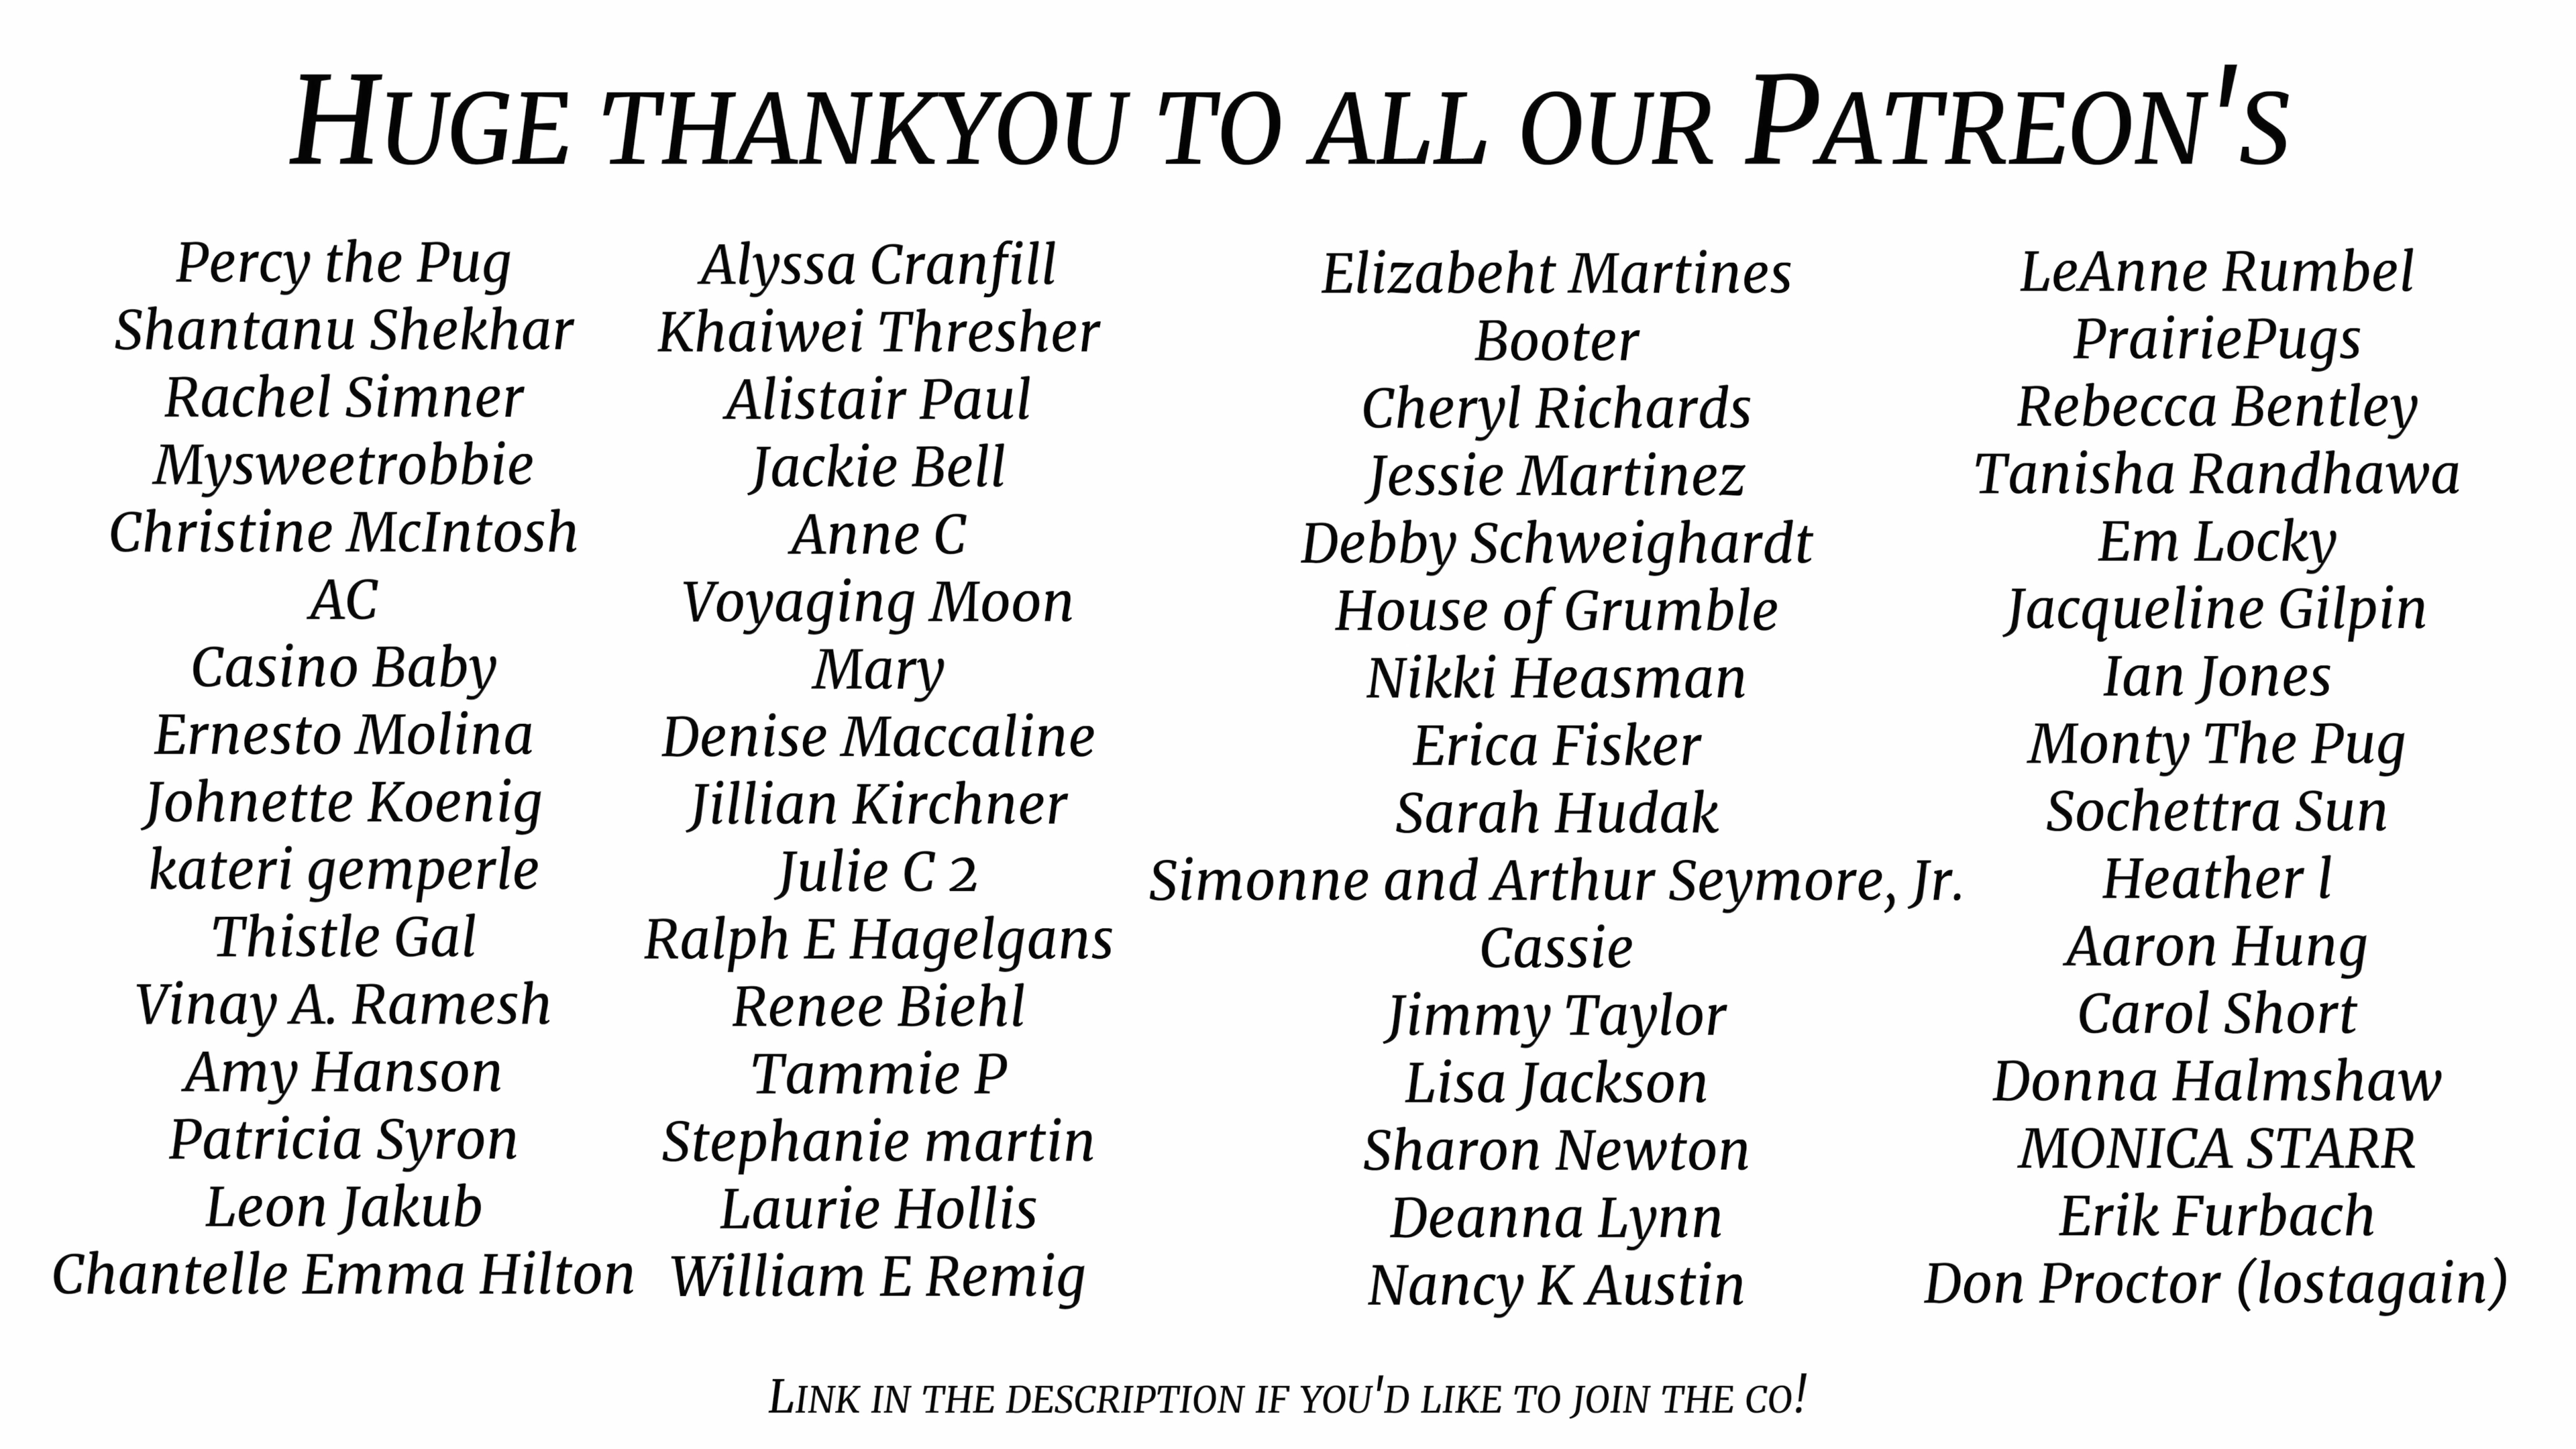 Huge thankyou to all our Patreon's
Percy the Pug
Shantanu Shekhar
Rachel Simner
Mysweetrobbie
Christine McIntosh
AC
Casino Baby
Ernesto Molina
Johnette Koenig
kateri gemperle
Thistle Gal
Vinay A. Ramesh
Amy Hanson
Patricia Syron
Leon Jakub
Chantelle Emma Hilton
Alyssa Cranfill
Khaiwei Thresher
Alistair Paul
Jackie Bell
Anne C
Voyaging Moon
Mary
Denise Maccaline
Jillian Kirchner
Julie C 2
Ralph E Hagelgans
Renee Biehl
Tammie P
Stephanie martin
Laurie Hollis
William E Remig
Elizabeht Martines
Booter
Cheryl Richards
Jessie Martinez
Debby Schweighardt
House of Grumble
Nikki Heasman
Erica Fisker
Sarah Hudak
Simonne and Arthur Seymore, Jr.
Cassie
Jimmy Taylor
Lisa Jackson
Sharon Newton
Deanna Lynn
Nancy K Austin
LeAnne Rumbel
PrairiePugs
Rebecca Bentley
Tanisha Randhawa
Em Locky
Jacqueline Gilpin
Ian Jones
Monty The Pug
Sochettra Sun
Heather l
Aaron Hung
Carol Short
Donna Halmshaw
MONICA STARR
Erik Furbach
Don Proctor (lostagain)
Link in the description if you'd like to join the co!